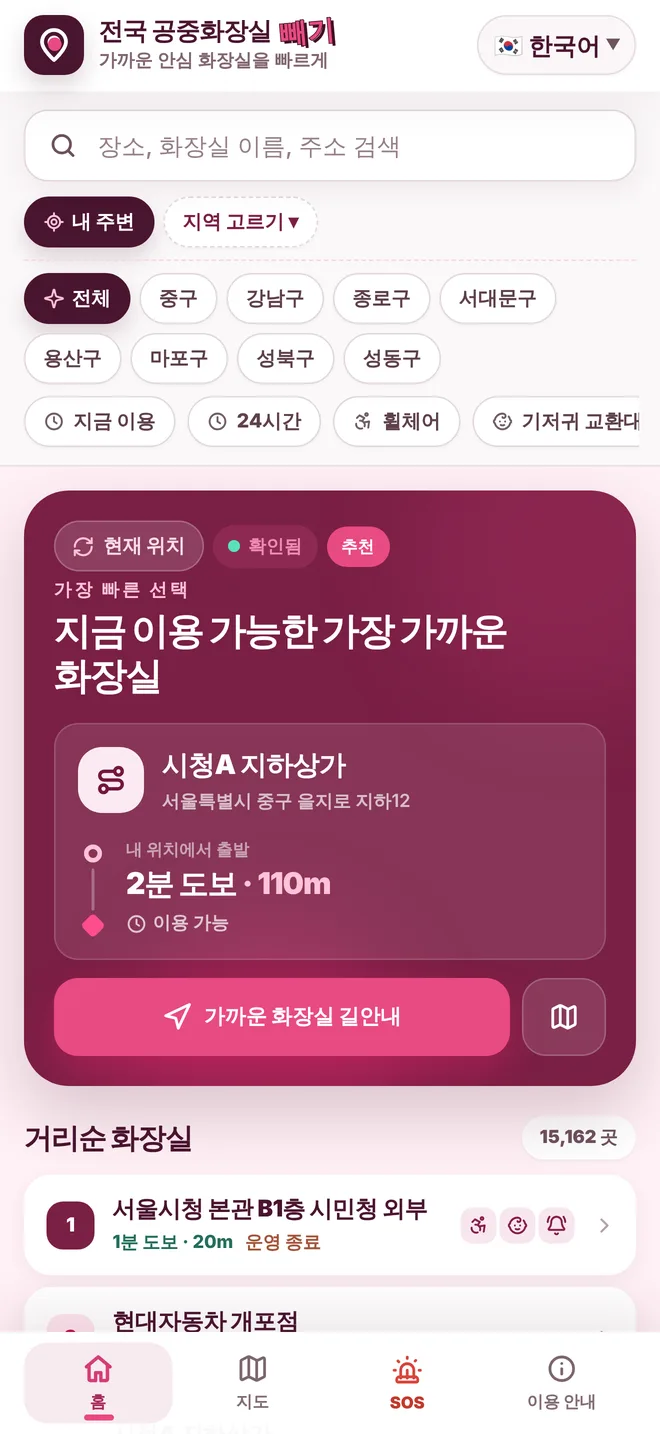 전국 공중화장실 빼기
가까운 안심 화장실을 빠르게
한국어
장소, 화장실 이름, 주소 검색
내 주변
지역 고르기
전체
중구
강남구
종로구
서대문구
용산구
마포구
성북구
성동구
지금 이용
24시간
휠체어
기저귀 교환대
현재 위치
확인됨
추천
가장 빠른 선택
지금 이용 가능한 가장 가까운
화장실
시청A 지하상가
서울특별시 중구 을지로 지하12
내 위치에서 출발
2분 도보 · 110m
이용 가능
가까운 화장실 길안내
거리순 화장실
15,162 곳
1
서울시청 본관 B1층 시민청 외부
1분 도보 · 20m 운영 종료
현대자동차 개포점
홈
지도
SOS
이용 안내